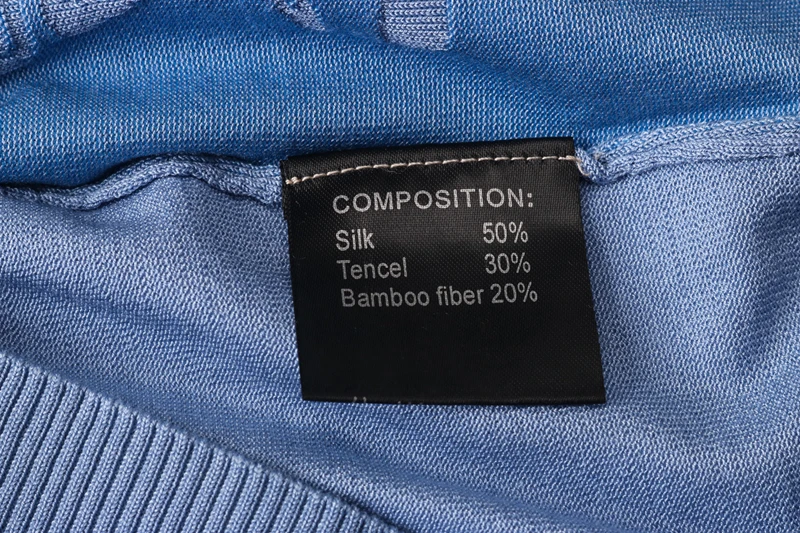 COMPOSITION:
Silk 50%
Tencel 30%
Bamboo fiber 20%